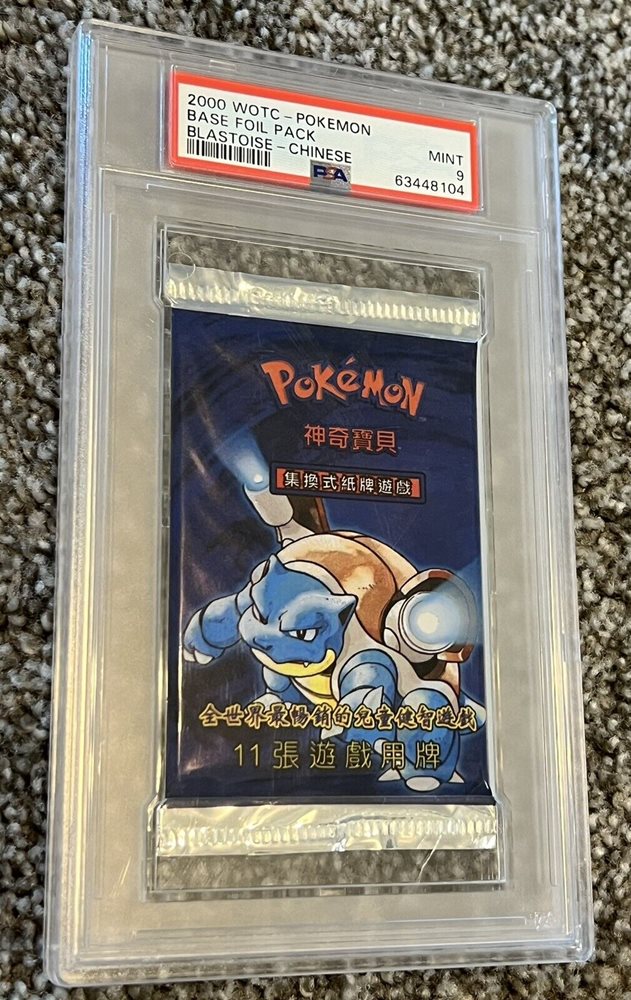 2000 WOTC - POKEMON
BASE FOIL PACK
BLASTOISE - CHINESE
MINT
9
PSA
63448104
POKéMON
神奇寶貝
集換式紙牌遊戲
全世界最暢銷的兒童健智遊戲
11張遊戲用牌